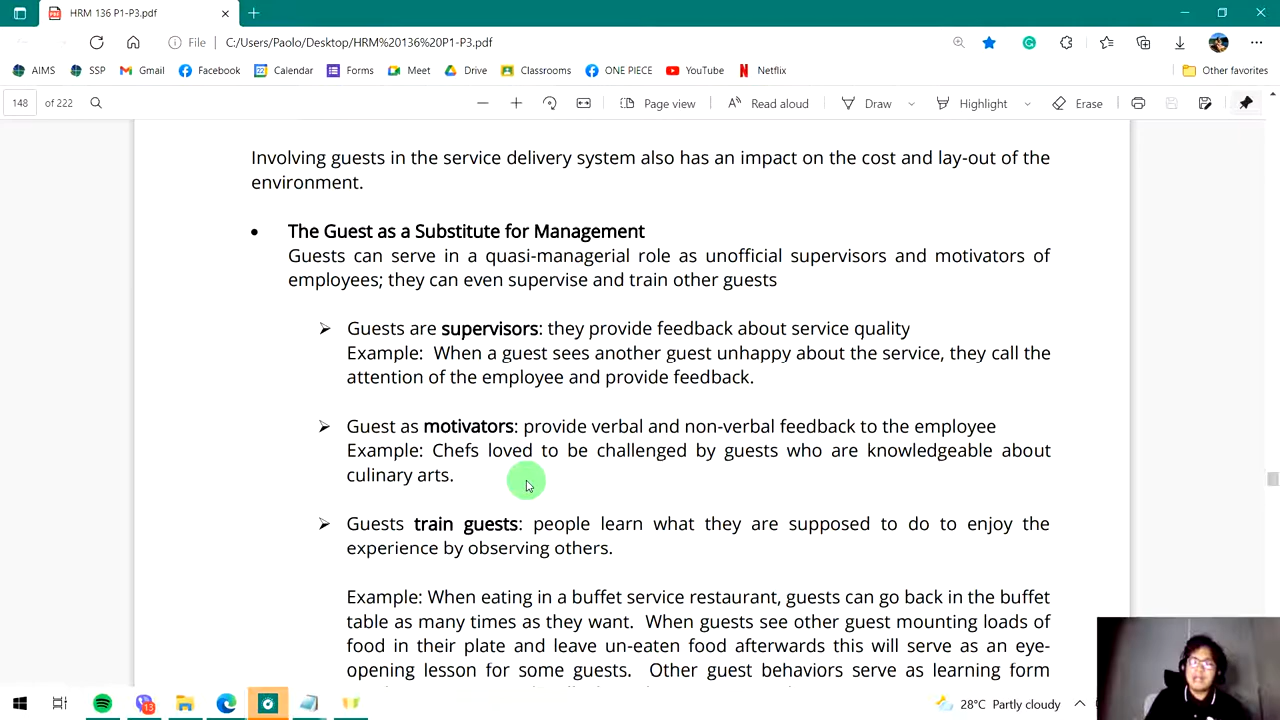 HRM 136 P1-P3.pdf
File C:/Users/Paolo/Desktop/HRM%20136%20P1-P3.pdf
AIMS SSP Gmail Facebook Calendar Forms Meet Drive Classrooms ONE PIECE YouTube Netflix Other favorites
148 of 222 Page view Read aloud Draw Highlight Erase
Involving guests in the service delivery system also has an impact on the cost and lay-out of the
environment.
• The Guest as a Substitute for Management
Guests can serve in a quasi-managerial role as unofficial supervisors and motivators of
employees; they can even supervise and train other guests
➢ Guests are supervisors: they provide feedback about service quality
Example: When a guest sees another guest unhappy about the service, they call the
attention of the employee and provide feedback.
➢ Guest as motivators: provide verbal and non-verbal feedback to the employee
Example: Chefs loved to be challenged by guests who are knowledgeable about
culinary arts.
➢ Guests train guests: people learn what they are supposed to do to enjoy the
experience by observing others.
Example: When eating in a buffet service restaurant, guests can go back in the buffet
table as many times as they want. When guests see other guest mounting loads of
food in their plate and leave un-eaten food afterwards this will serve as an eye-
opening lesson for some guests. Other guest behaviors serve as learning form
13
28°C Partly cloudy